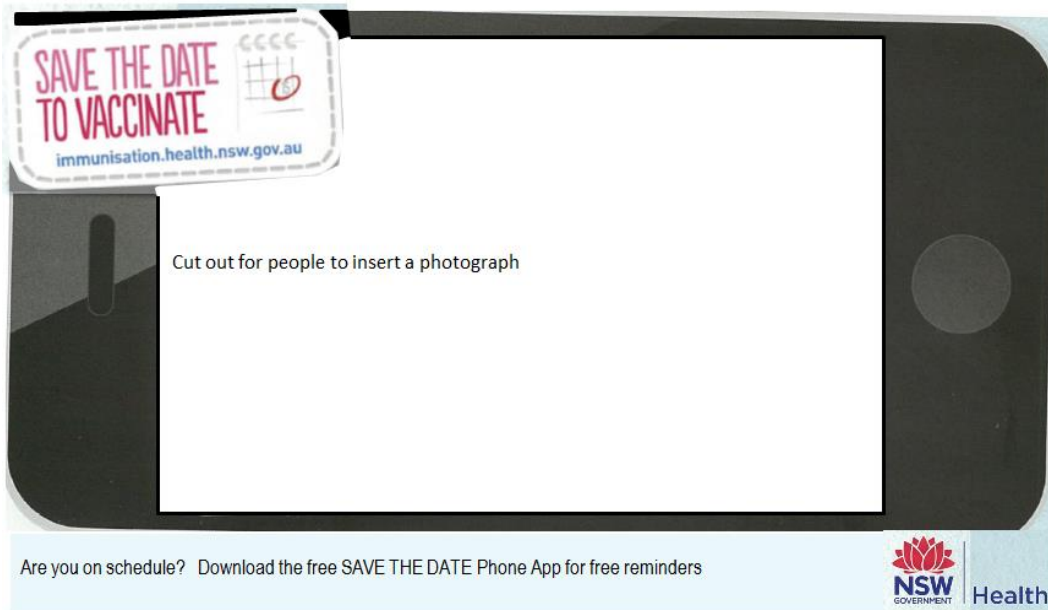 SAVE THE DATE
TO VACCINATE
immunisation.health.nsw.gov.au
Cut out for people to insert a photograph
Are you on schedule? Download the free SAVE THE DATE Phone App for free reminders
NSW
GOVERNMENT
Health